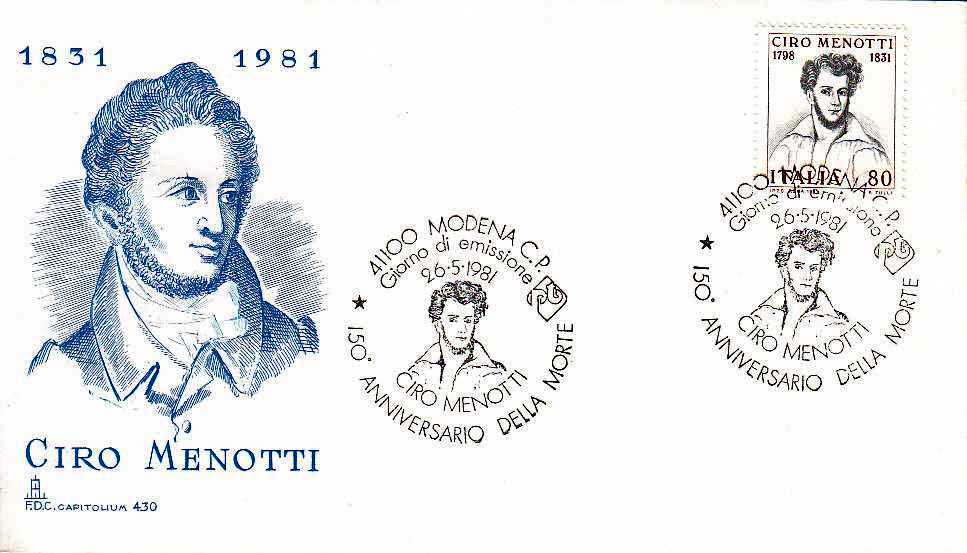 1831 1981
CIRO MENOTTI
F.D.C. CAPITOLIUM 430
CIRO MENOTTI
1798 1831
ITALIA 80
41100 MODENA C.P.
Giorno di emissione
26·5·1981
CIRO MENOTTI
★ 150° ANNIVERSARIO DELLA MORTE
41100 MODENA C.P.
Giorno di emissione
26·5·1981
CIRO MENOTTI
★ 150° ANNIVERSARIO DELLA MORTE